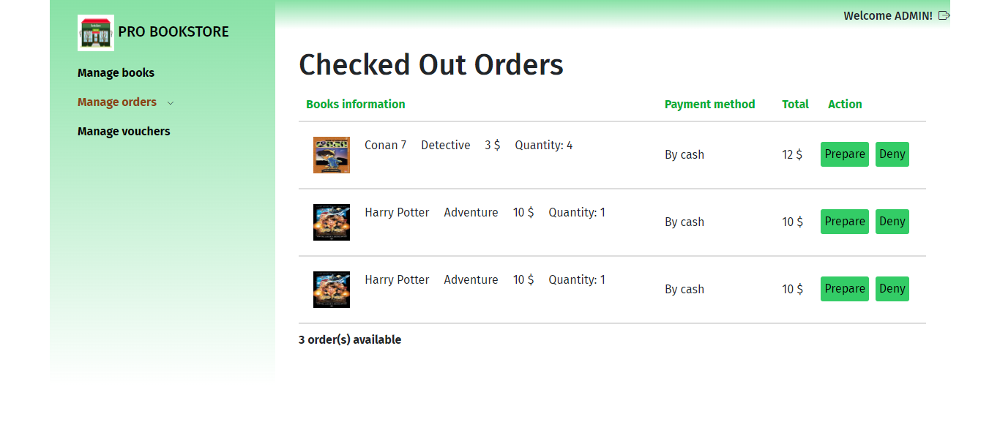 Welcome ADMIN!
PRO BOOKSTORE
Manage books
Manage orders
Manage vouchers
Checked Out Orders
Books information Payment method Total Action
Conan 7 Detective 3 $ Quantity: 4 By cash 12 $ Prepare Deny
Harry Potter Adventure 10 $ Quantity: 1 By cash 10 $ Prepare Deny
Harry Potter Adventure 10 $ Quantity: 1 By cash 10 $ Prepare Deny
3 order(s) available